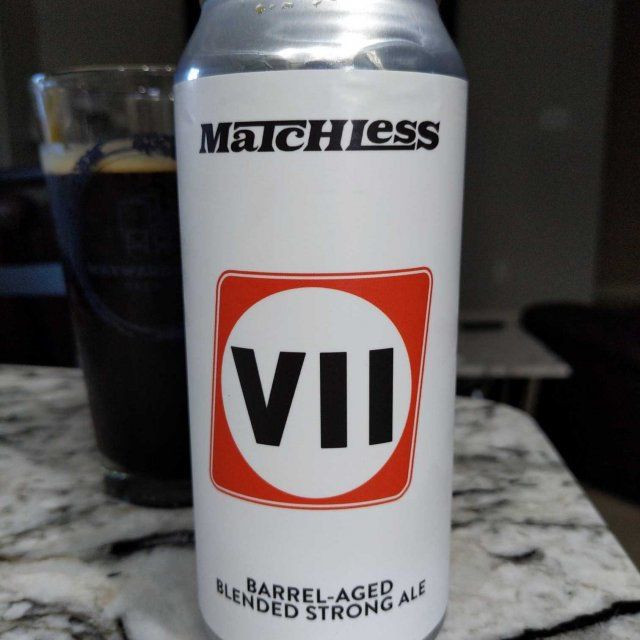 MaTCHLess
VII
BARREL-AGED
BLENDED STRONG ALE